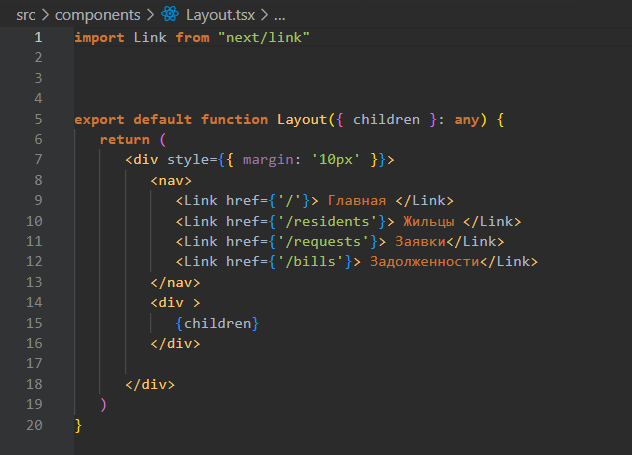 src > components > Layout.tsx > ...
1 import Link from "next/link"
2
3
4
5 export default function Layout({ children }: any) {
6 return (
7 <div style={{ margin: '10px' }}>
8 <nav>
9 <Link href={'/'}> Главная </Link>
10 <Link href={'/residents'}> Жильцы </Link>
11 <Link href={'/requests'}> Заявки</Link>
12 <Link href={'/bills'}> Задолженности</Link>
13 </nav>
14 <div >
15 {children}
16 </div>
17
18 </div>
19 )
20 }